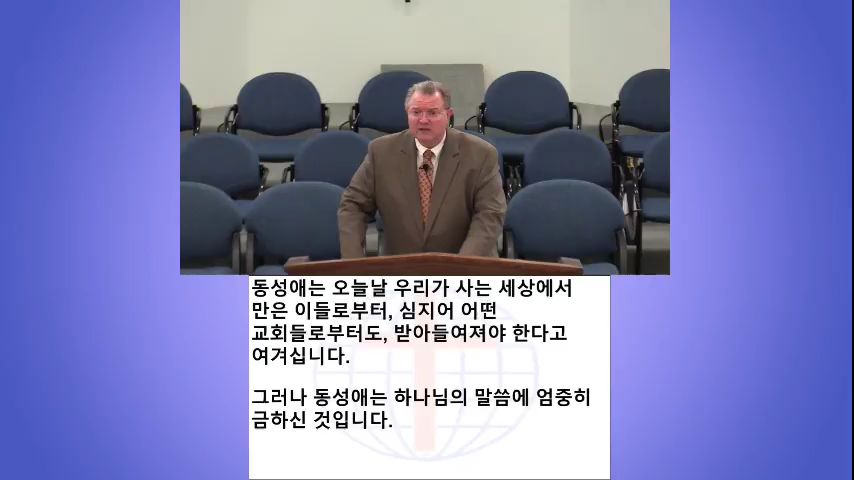 동성애는 오늘날 우리가 사는 세상에서
만은 이들로부터, 심지어 어떤
교회들로부터도, 받아들여져야 한다고
여겨십니다.
그러나 동성애는 하나님의 말씀에 엄중히
금하신 것입니다.